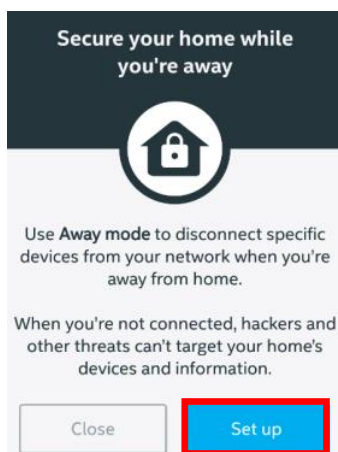 Secure your home while
you're away
Use Away mode to disconnect specific
devices from your network when you're
away from home.
When you're not connected, hackers and
other threats can't target your home's
devices and information.
Close
Set up